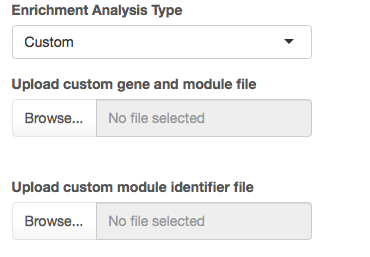 Enrichment Analysis Type
Custom
Upload custom gene and module file
Browse... No file selected
Upload custom module identifier file
Browse... No file selected